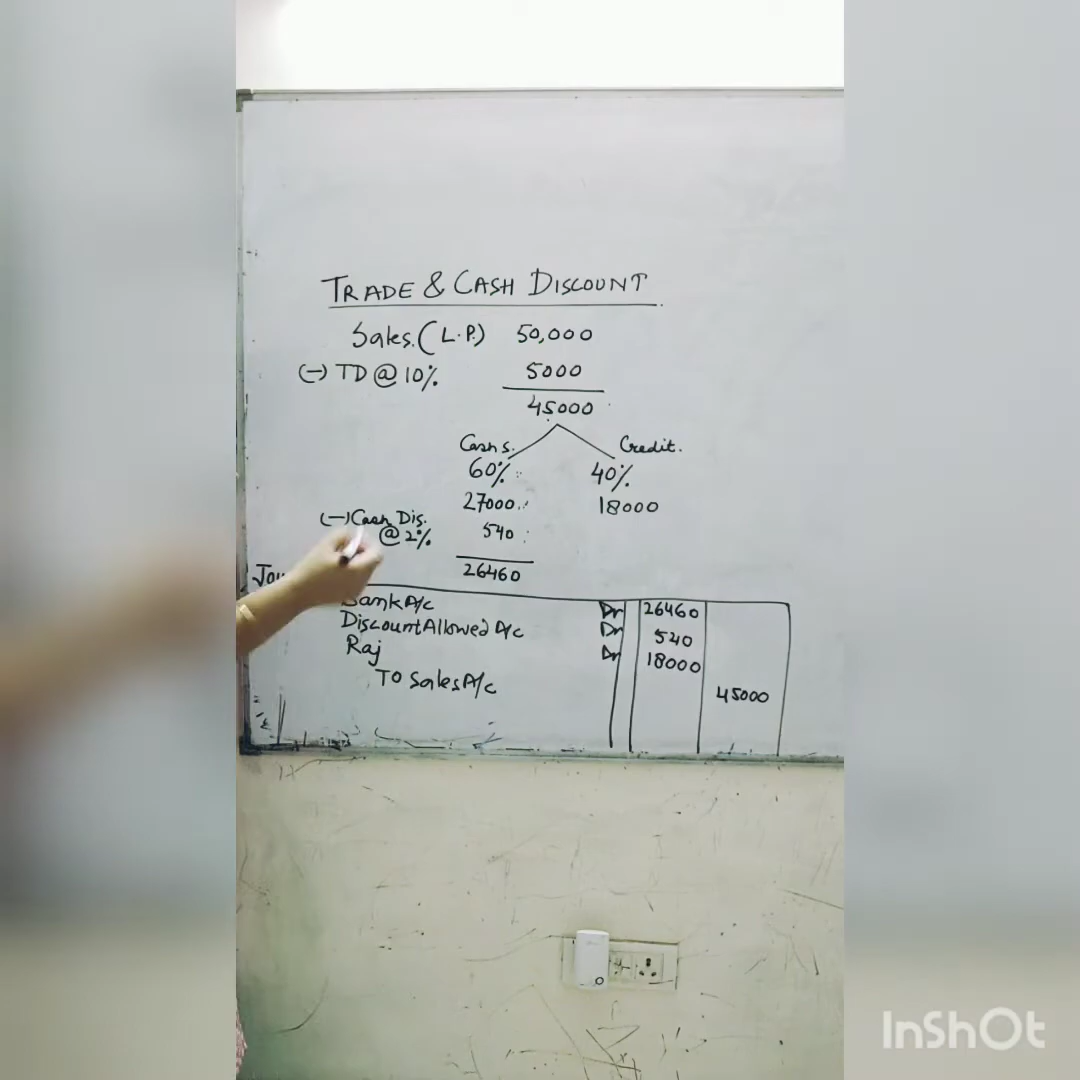 TRADE & CASH DISCOUNT
Sales. (L.P.) 50,000
(-) TD @ 10% 5000
45000
Cash s. Credit.
60% 40%
27000 18000
(-) Cash Dis. @ 2% 540
26460
Bank A/c Dr 26460
Discount Allowed A/c Dr 540
Raj Dr 18000
To Sales A/c 45000
InShOt